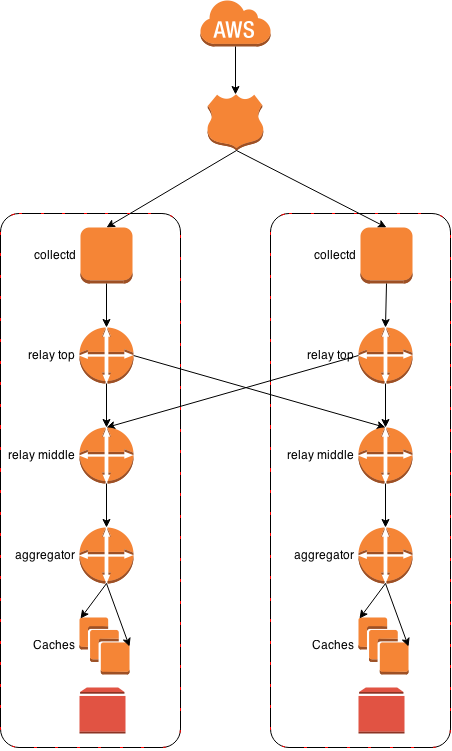 AWS
collectd
collectd
relay top
relay top
relay middle
relay middle
aggregator
aggregator
Caches
Caches